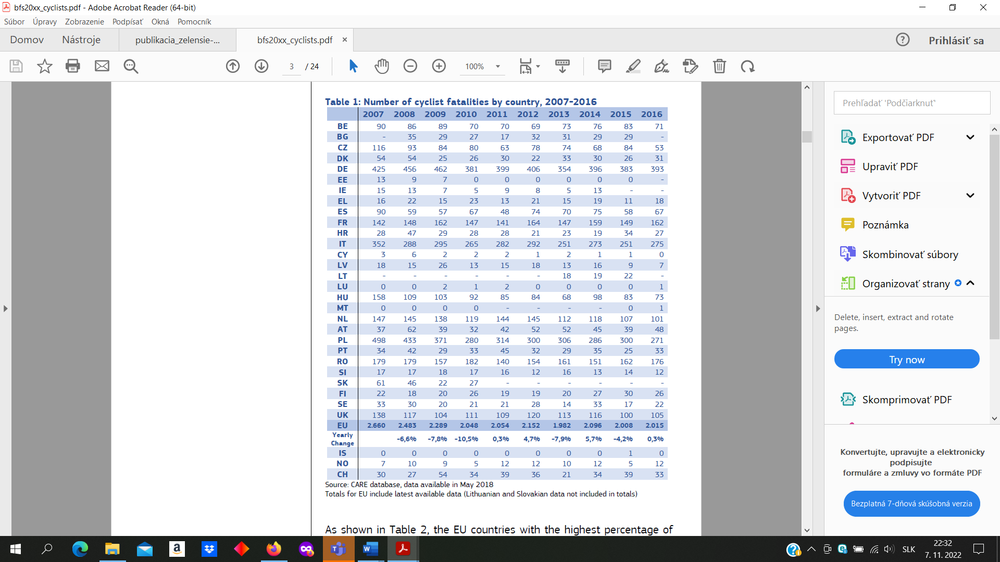 bfs20xx_cyclists.pdf - Adobe Acrobat Reader (64-bit)
Súbor Úpravy Zobrazenie Podpísať Okná Pomocník
Domov Nástroje publikacia_zelensie-... bfs20xx_cyclists.pdf × Prihlásiť sa
3 / 24 100%
Table 1: Number of cyclist fatalities by country, 2007-2016
2007 2008 2009 2010 2011 2012 2013 2014 2015 2016
BE 90 86 89 70 70 69 73 76 83 71
BG - 35 29 27 17 32 31 29 29 -
CZ 116 93 84 80 63 78 74 68 84 53
DK 54 54 25 26 30 22 33 30 26 31
DE 425 456 462 381 399 406 354 396 383 393
EE 13 9 7 0 0 0 0 0 0 -
IE 15 13 7 5 9 8 5 13 - -
EL 16 22 15 23 13 21 15 19 11 18
ES 90 59 57 67 48 74 70 75 58 67
FR 142 148 162 147 141 164 147 159 149 162
HR 28 47 29 28 28 21 23 19 34 27
IT 352 288 295 265 282 292 251 273 251 275
CY 3 6 2 2 2 1 2 1 1 0
LV 18 15 26 13 15 18 13 16 9 7
LT - - - - - - 18 19 22 -
LU 0 0 2 1 2 0 0 0 0 1
HU 158 109 103 92 85 84 68 98 83 73
MT 0 0 0 0 - - - - 0 1
NL 147 145 138 119 144 145 112 118 107 101
AT 37 62 39 32 42 52 52 45 39 48
PL 498 433 371 280 314 300 306 286 300 271
PT 34 42 29 33 45 32 29 35 25 33
RO 179 179 157 182 140 154 161 151 162 176
SI 17 17 18 17 16 12 16 13 14 12
SK 61 46 22 27 - - - - - -
FI 22 18 20 26 19 19 20 27 30 26
SE 33 30 20 21 21 28 14 33 17 22
UK 138 117 104 111 109 120 113 116 100 105
EU 2.660 2.483 2.289 2.048 2.054 2.152 1.982 2.096 2.008 2.015
Yearly
Change -6,6% -7,8% -10,5% 0,3% 4,7% -7,9% 5,7% -4,2% 0,3%
IS 0 0 0 0 0 0 0 0 1 0
NO 7 10 9 5 12 12 10 12 5 12
CH 30 27 54 34 39 36 21 34 39 33
Source: CARE database, data available in May 2018
Totals for EU include latest available data (Lithuanian and Slovakian data not included in totals)
As shown in Table 2, the EU countries with the highest percentage of
Prehľadať 'Podčiarknuť'
Exportovať PDF
Upraviť PDF
Vytvoriť PDF
Poznámka
Skombinovať súbory
Organizovať strany
Delete, insert, extract and rotate
pages.
Try now
Skomprimovať PDF
Konvertujte, upravujte a elektronicky
podpisujte
formuláre a zmluvy vo formáte PDF
Bezplatná 7-dňová skúšobná verzia
SLK
22:32
7. 11. 2022